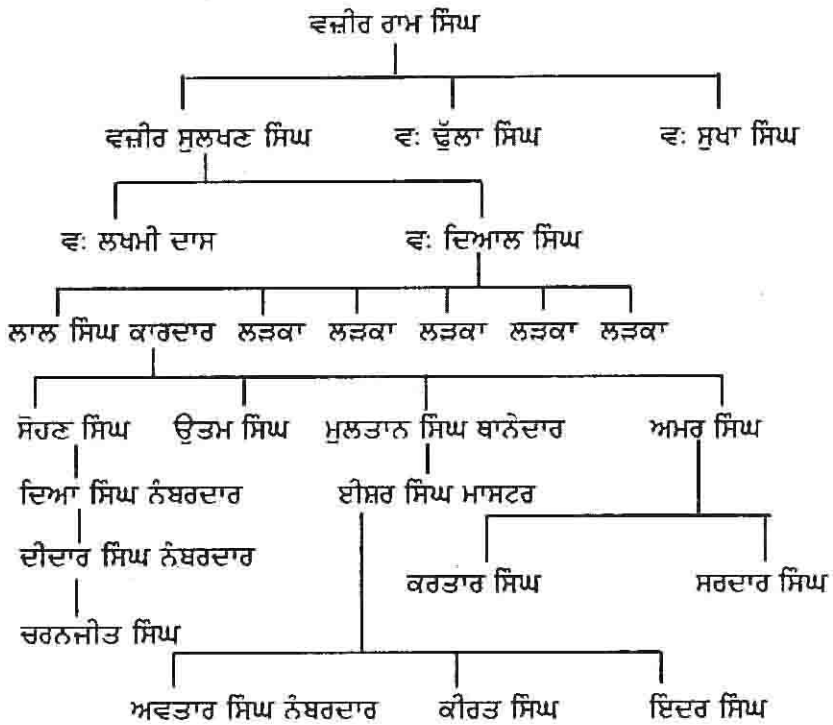 ਵਜ਼ੀਰ ਰਾਮ ਸਿੰਘ
ਵਜ਼ੀਰ ਸੁਲਖਣ ਸਿੰਘ ਵ: ਢੁੱਲਾ ਸਿੰਘ ਵ: ਸੁਖਾ ਸਿੰਘ
ਵ: ਲਖਮੀ ਦਾਸ ਵ: ਦਿਆਲ ਸਿੰਘ
ਲਾਲ ਸਿੰਘ ਕਾਰਦਾਰ ਲੜਕਾ ਲੜਕਾ ਲੜਕਾ ਲੜਕਾ ਲੜਕਾ
ਸੋਹਣ ਸਿੰਘ ਉਤਮ ਸਿੰਘ ਮੁਲਤਾਨ ਸਿੰਘ ਥਾਨੇਦਾਰ ਅਮਰ ਸਿੰਘ
ਦਿਆ ਸਿੰਘ ਨੰਬਰਦਾਰ ਈਸ਼ਰ ਸਿੰਘ ਮਾਸਟਰ
ਦੀਦਾਰ ਸਿੰਘ ਨੰਬਰਦਾਰ
ਕਰਤਾਰ ਸਿੰਘ ਸਰਦਾਰ ਸਿੰਘ
ਚਰਨਜੀਤ ਸਿੰਘ
ਅਵਤਾਰ ਸਿੰਘ ਨੰਬਰਦਾਰ ਕੀਰਤ ਸਿੰਘ ਇੰਦਰ ਸਿੰਘ